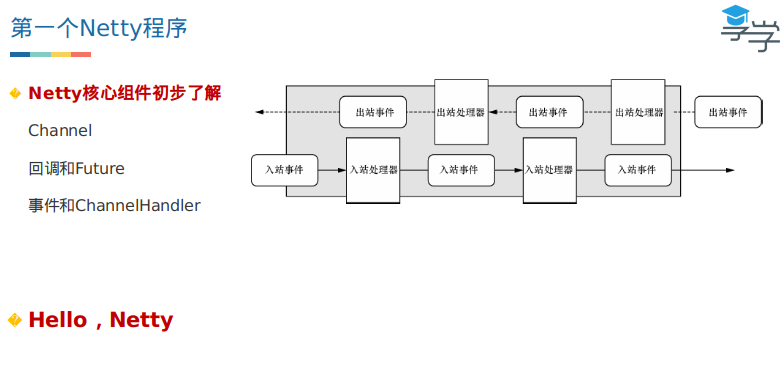 第一个Netty程序
学学
Netty核心组件初步了解
Channel
回调和Future
事件和ChannelHandler
出站事件
出站处理器
出站事件
出站处理器
出站事件
入站事件
入站处理器
入站事件
入站处理器
入站事件
Hello，Netty